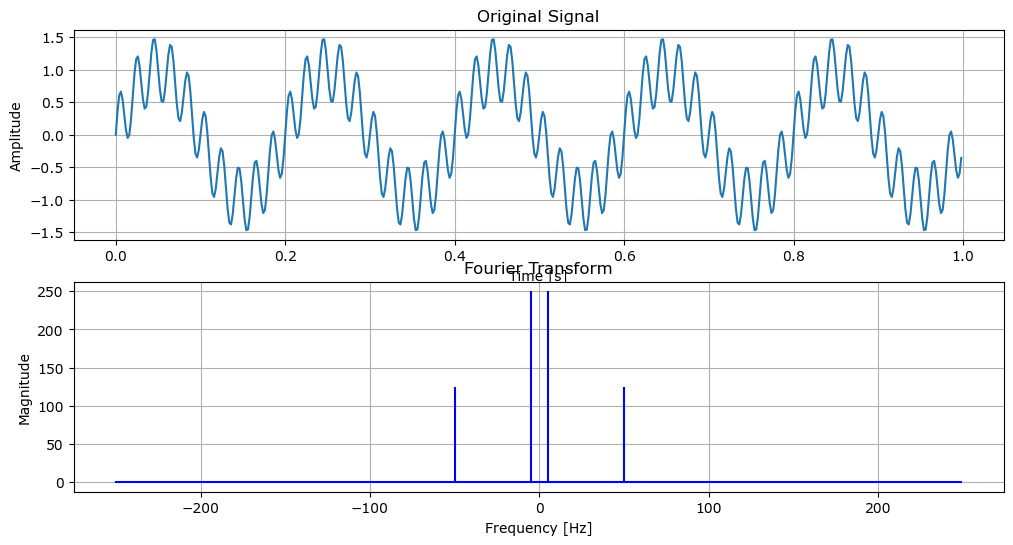 Original Signal
Amplitude
1.5
1.0
0.5
0.0
−0.5
−1.0
−1.5
0.0 0.2 0.4 0.6 0.8 1.0
Time [s]
Fourier Transform
Magnitude
250
200
150
100
50
0
−200 −100 0 100 200
Frequency [Hz]